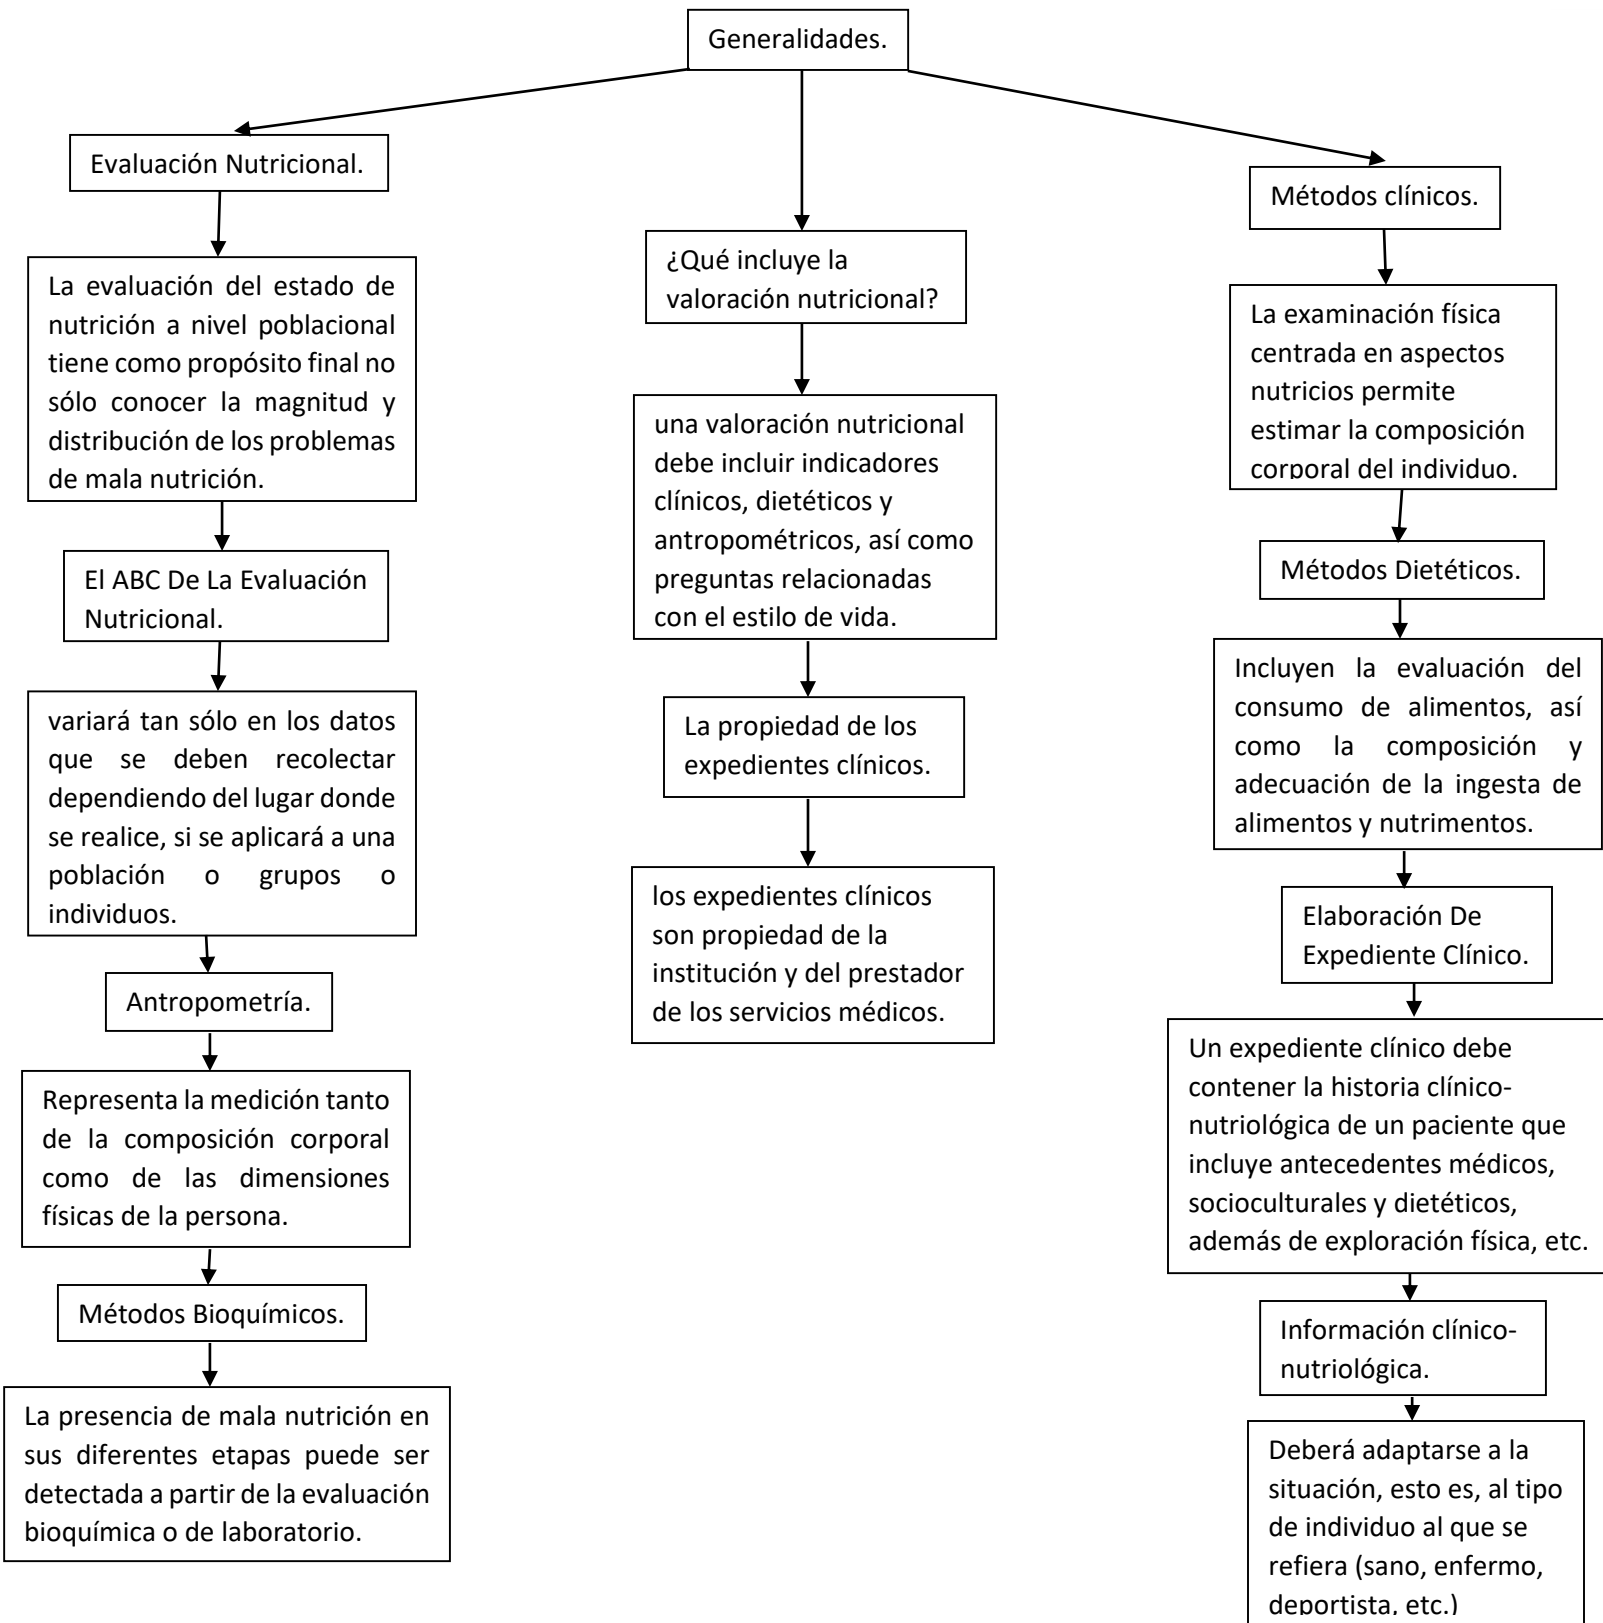 Generalidades.
Evaluación Nutricional.
La evaluación del estado de
nutrición a nivel poblacional
tiene como propósito final no
sólo conocer la magnitud y
distribución de los problemas
de mala nutrición.
El ABC De La Evaluación
Nutricional.
variará tan sólo en los datos
que se deben recolectar
dependiendo del lugar donde
se realice, si se aplicará a una
población o grupos o
individuos.
Antropometría.
Representa la medición tanto
de la composición corporal
como de las dimensiones
físicas de la persona.
Métodos Bioquímicos.
La presencia de mala nutrición en
sus diferentes etapas puede ser
detectada a partir de la evaluación
bioquímica o de laboratorio.
¿Qué incluye la
valoración nutricional?
una valoración nutricional
debe incluir indicadores
clínicos, dietéticos y
antropométricos, así como
preguntas relacionadas
con el estilo de vida.
La propiedad de los
expedientes clínicos.
los expedientes clínicos
son propiedad de la
institución y del prestador
de los servicios médicos.
Métodos clínicos.
La examinación física
centrada en aspectos
nutricios permite
estimar la composición
corporal del individuo.
Métodos Dietéticos.
Incluyen la evaluación del
consumo de alimentos, así
como la composición y
adecuación de la ingesta de
alimentos y nutrimentos.
Elaboración De
Expediente Clínico.
Un expediente clínico debe
contener la historia clínico-
nutriológica de un paciente que
incluye antecedentes médicos,
socioculturales y dietéticos,
además de exploración física, etc.
Información clínico-
nutriológica.
Deberá adaptarse a la
situación, esto es, al tipo
de individuo al que se
refiera (sano, enfermo,
deportista, etc.)